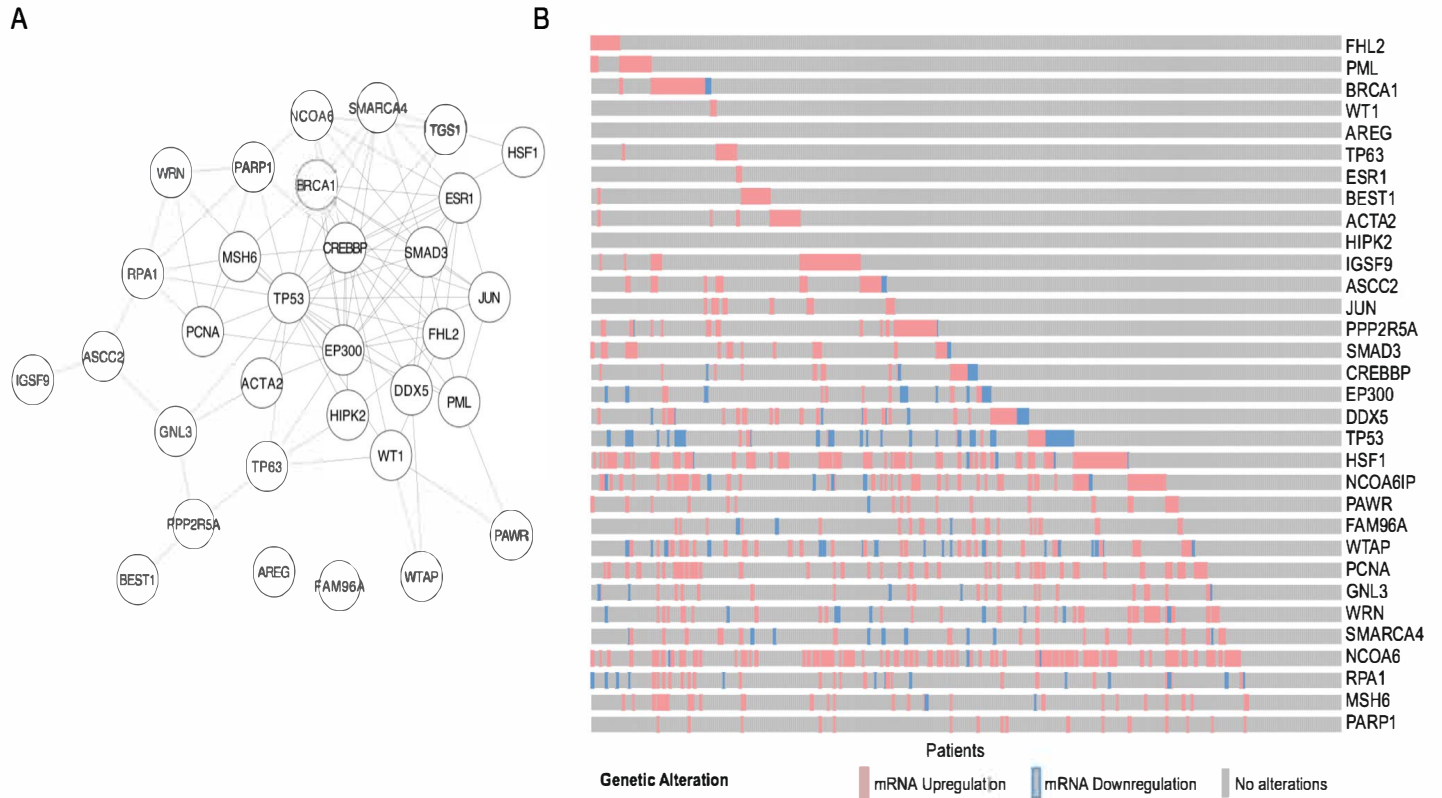 A
B
NCOA6
SMARCA4
TGS1
HSF1
WRN
PARP1
BRCA1
ESR1
MSH6
CREBBP
SMAD3
RPA1
TP53
JUN
PCNA
FHL2
EP300
ASCC2
IGSF9
ACTA2
DDX5
PML
HIPK2
GNL3
TP63
WT1
PPP2R5A
PAWR
BEST1
AREG
FAM96A
WTAP
FHL2
PML
BRCA1
WT1
AREG
TP63
ESR1
BEST1
ACTA2
HIPK2
IGSF9
ASCC2
JUN
PPP2R5A
SMAD3
CREBBP
EP300
DDX5
TP53
HSF1
NCOA6IP
PAWR
FAM96A
WTAP
PCNA
GNL3
WRN
SMARCA4
NCOA6
RPA1
MSH6
PARP1
Patients
Genetic Alteration
mRNA Upregulation
mRNA Downregulation
No alterations